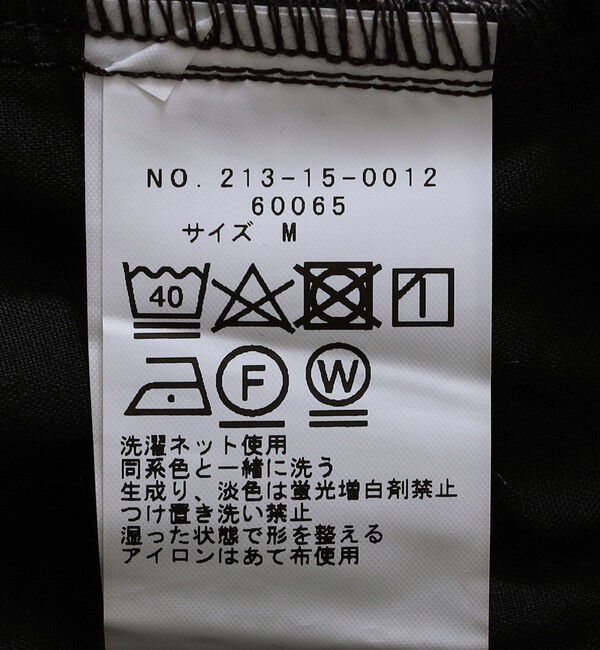 NO. 213-15-0012
60065
サイズ M
40
F W
洗濯ネット使用
同系色と一緒に洗う
生成り、淡色は蛍光増白剤禁止
つけ置き洗い禁止
湿った状態で形を整える
アイロンはあて布使用